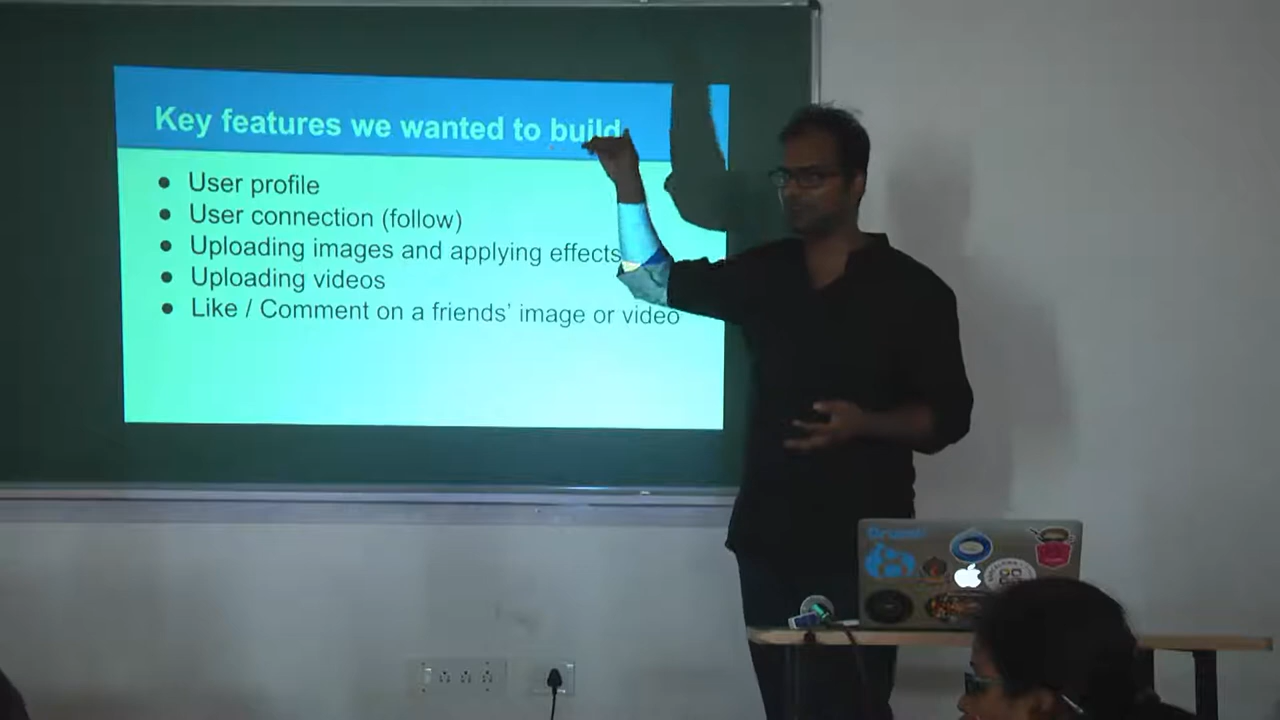 Key features we wanted to build
● User profile
● User connection (follow)
● Uploading images and applying effects
● Uploading videos
● Like / Comment on a friends’ image or video